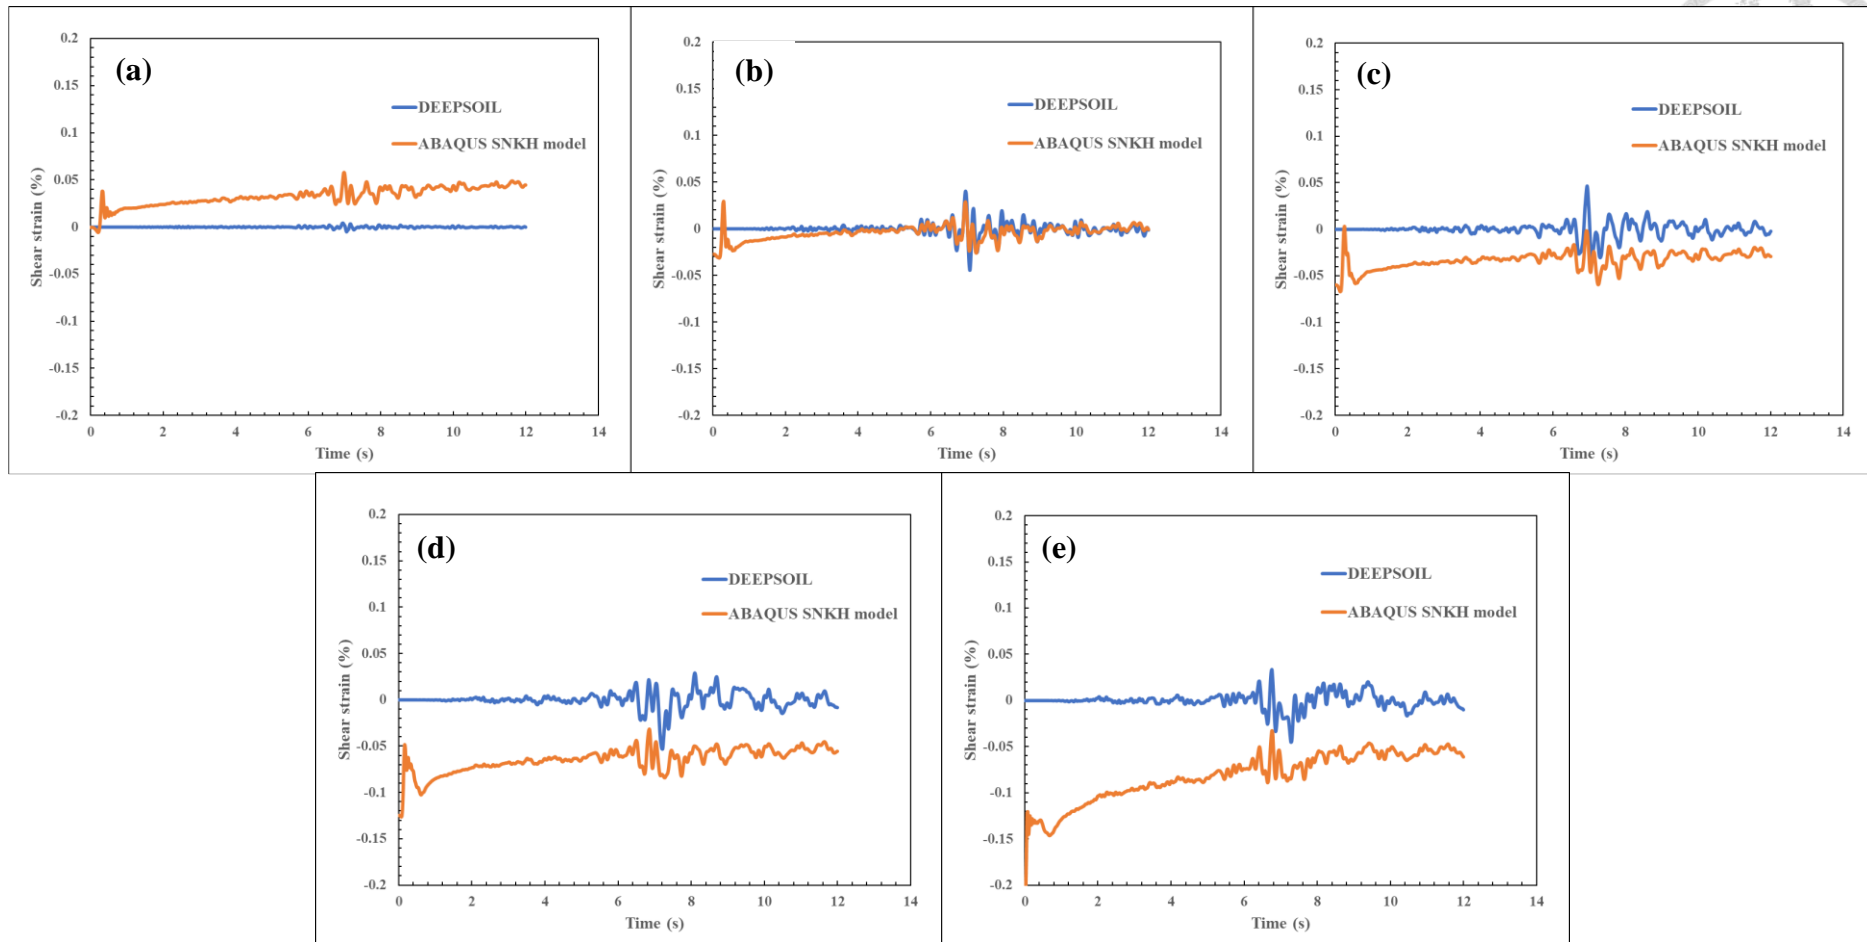 (a)
DEEPSOIL
ABAQUS SNKH model
Shear strain (%)
0.2
0.15
0.1
0.05
0
-0.05
-0.1
-0.15
-0.2
0 2 4 6 8 10 12 14
Time (s)
(b)
DEEPSOIL
ABAQUS SNKH model
Shear strain (%)
0.2
0.15
0.1
0.05
0
-0.05
-0.1
-0.15
-0.2
0 2 4 6 8 10 12 14
Time (s)
(c)
DEEPSOIL
ABAQUS SNKH model
Shear strain (%)
0.2
0.15
0.1
0.05
0
-0.05
-0.1
-0.15
-0.2
0 2 4 6 8 10 12 14
Time (s)
(d)
DEEPSOIL
ABAQUS SNKH model
Shear strain (%)
0.2
0.15
0.1
0.05
0
-0.05
-0.1
-0.15
-0.2
0 2 4 6 8 10 12 14
Time (s)
(e)
DEEPSOIL
ABAQUS SNKH model
Shear strain (%)
0.2
0.15
0.1
0.05
0
-0.05
-0.1
-0.15
-0.2
0 2 4 6 8 10 12 14
Time (s)